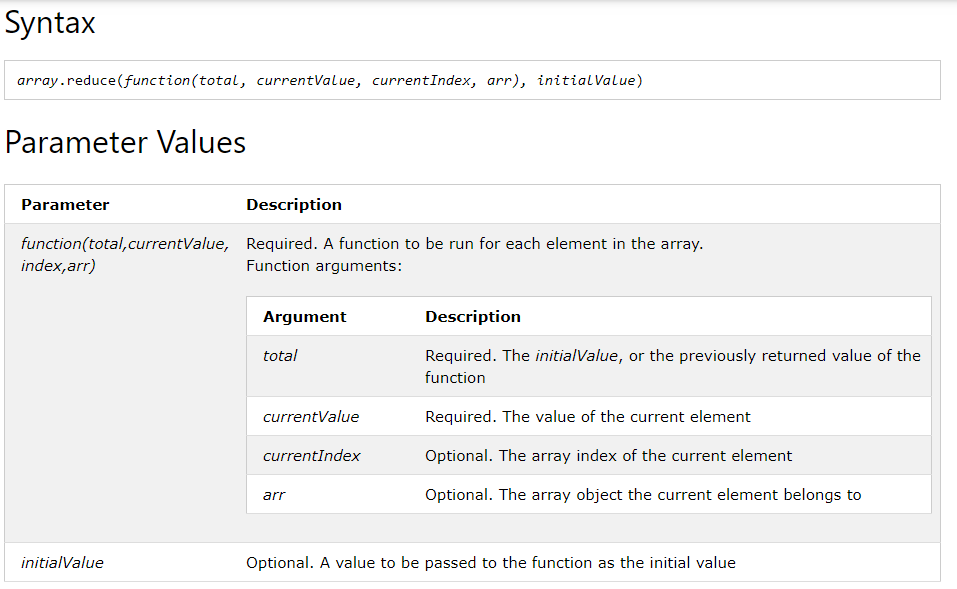 Syntax
array.reduce(function(total, currentValue, currentIndex, arr), initialValue)
Parameter Values
Parameter Description
function(total,currentValue, Required. A function to be run for each element in the array.
index,arr) Function arguments:
Argument Description
total Required. The initialValue, or the previously returned value of the
function
currentValue Required. The value of the current element
currentIndex Optional. The array index of the current element
arr Optional. The array object the current element belongs to
initialValue Optional. A value to be passed to the function as the initial value